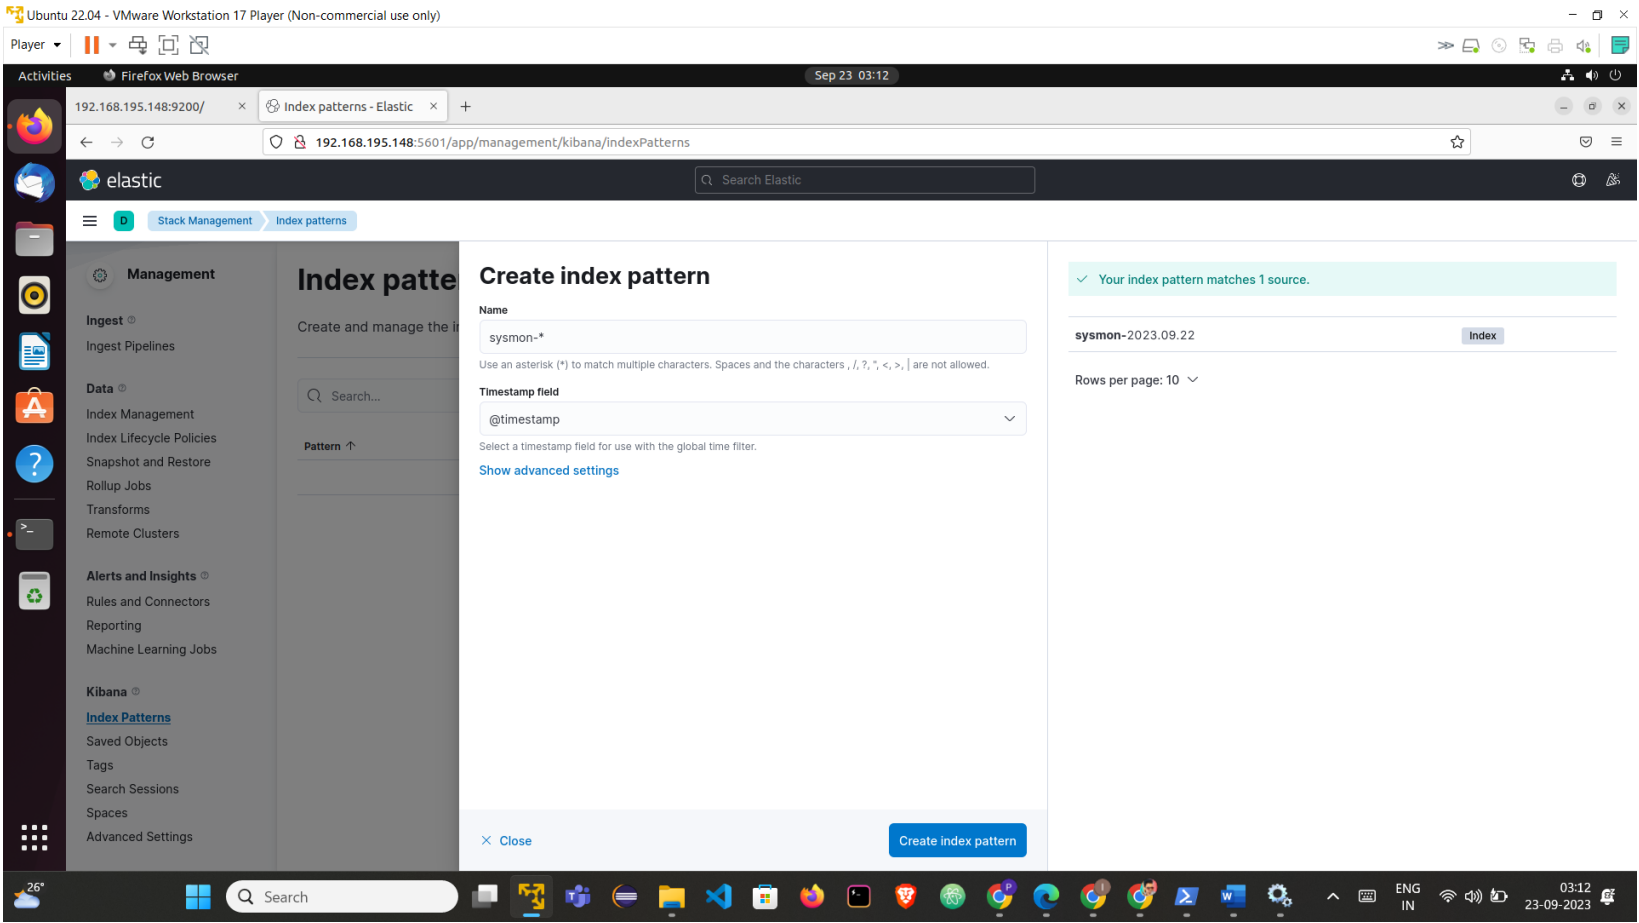 Ubuntu 22.04 - VMware Workstation 17 Player (Non-commercial use only)
Player
Activities
Firefox Web Browser
Sep 23 03:12
192.168.195.148:9200/
Index patterns - Elastic
192.168.195.148:5601/app/management/kibana/indexPatterns
elastic
Search Elastic
D
Stack Management
Index patterns
Management
Ingest
Ingest Pipelines
Data
Index Management
Index Lifecycle Policies
Snapshot and Restore
Rollup Jobs
Transforms
Remote Clusters
Alerts and Insights
Rules and Connectors
Reporting
Machine Learning Jobs
Kibana
Index Patterns
Saved Objects
Tags
Search Sessions
Spaces
Advanced Settings
Index patte
Create and manage the i
Search...
Pattern
Create index pattern
Name
sysmon-*
Use an asterisk (*) to match multiple characters. Spaces and the characters , /, ?, ", <, >, | are not allowed.
Timestamp field
@timestamp
Select a timestamp field for use with the global time filter.
Show advanced settings
Close
Create index pattern
Your index pattern matches 1 source.
sysmon-2023.09.22
Index
Rows per page: 10
26°
Search
ENG
IN
03:12
23-09-2023